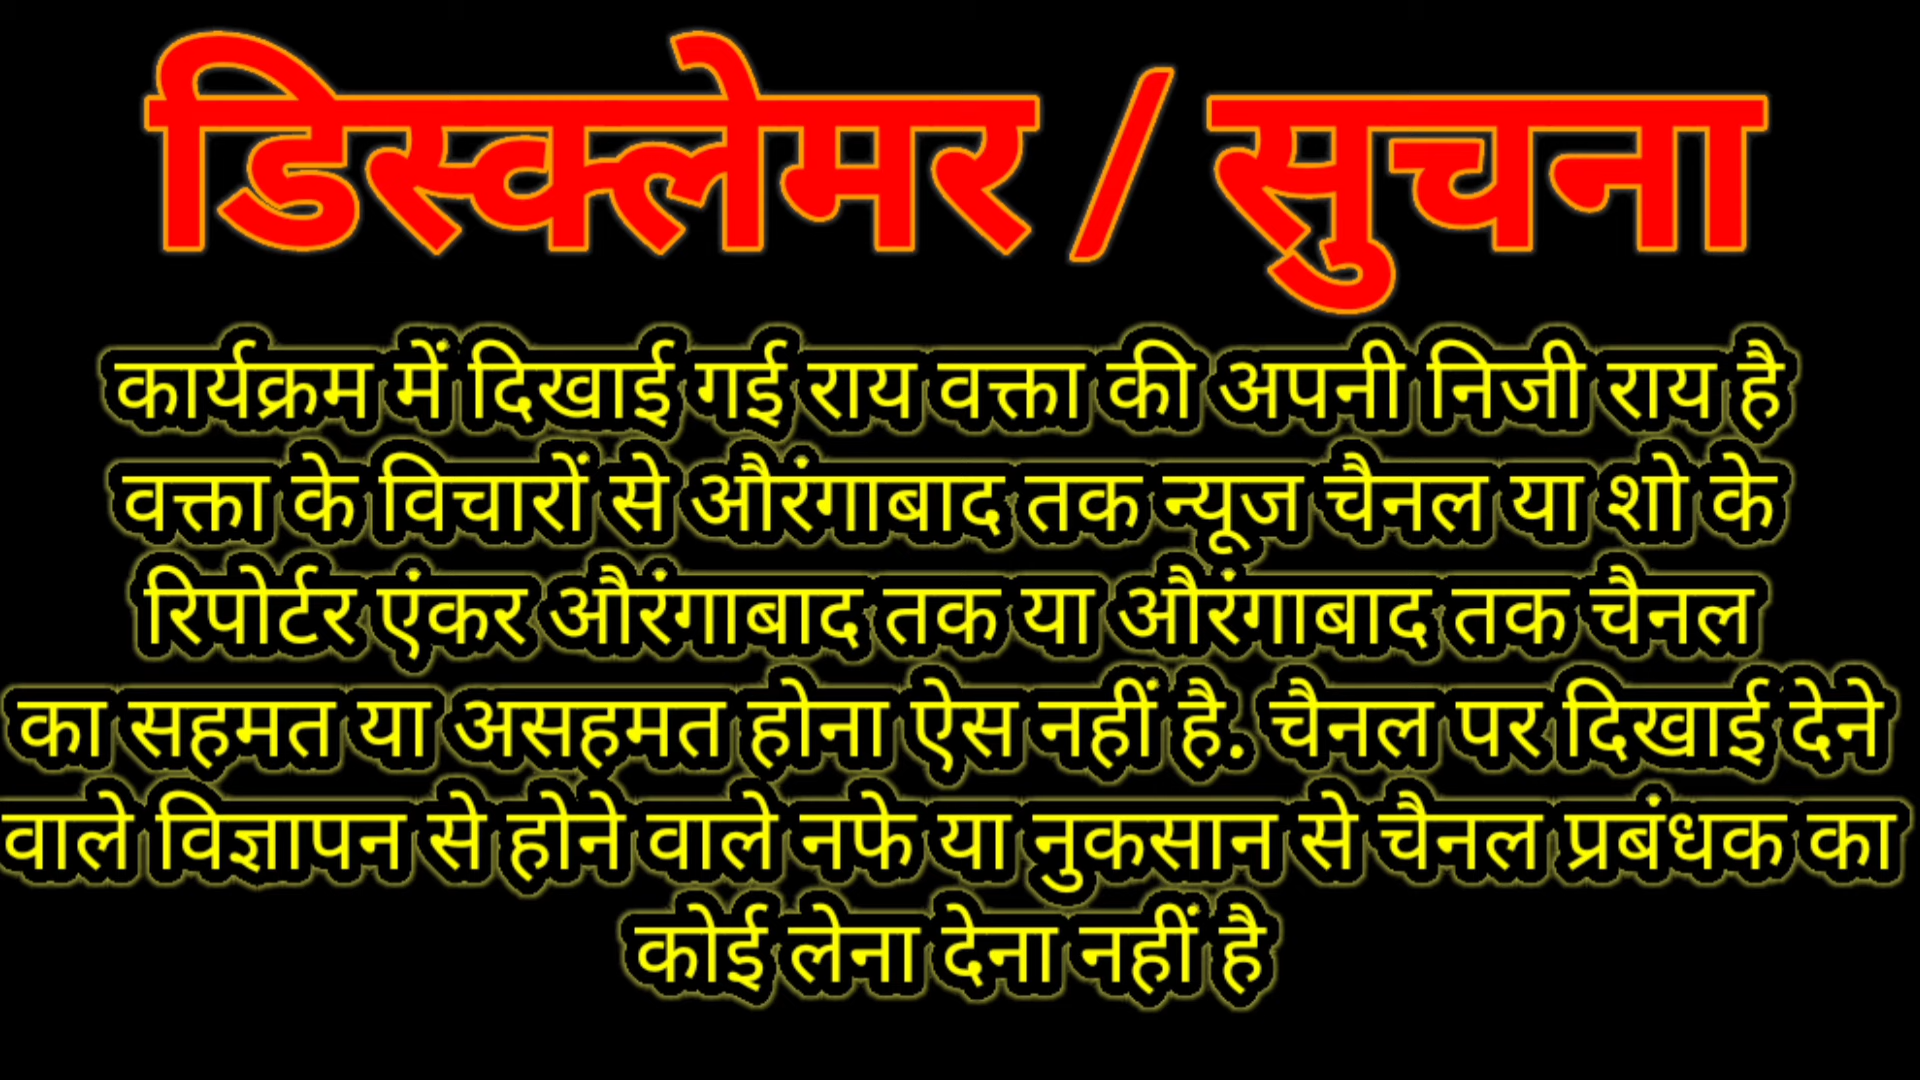 डिस्क्लेमर / सुचना
कार्यक्रम में दिखाई गई राय वक्ता की अपनी निजी राय है
वक्ता के विचारों से औरंगाबाद तक न्यूज चैनल या शो के
रिपोर्टर एंकर औरंगाबाद तक या औरंगाबाद तक चैनल
का सहमत या असहमत होना ऐस नहीं है. चैनल पर दिखाई देने
वाले विज्ञापन से होने वाले नफे या नुकसान से चैनल प्रबंधक का
कोई लेना देना नहीं है